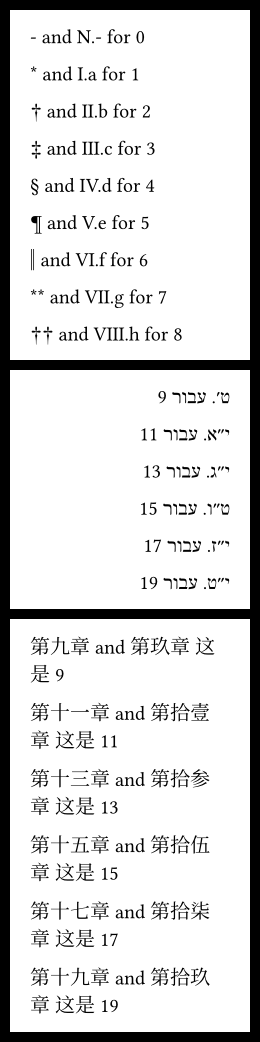 - and N.- for 0
* and I.a for 1
† and II.b for 2
‡ and III.c for 3
§ and IV.d for 4
¶ and V.e for 5
‖ and VI.f for 6
** and VII.g for 7
†† and VIII.h for 8
ט׳. עבור 9
י״א. עבור 11
י״ג. עבור 13
ט״ו. עבור 15
י״ז. עבור 17
י״ט. עבור 19
第九章 and 第玖章 这
是 9
第十一章 and 第拾壹
章 这是 11
第十三章 and 第拾参
章 这是 13
第十五章 and 第拾伍
章 这是 15
第十七章 and 第拾柒
章 这是 17
第十九章 and 第拾玖
章 这是 19